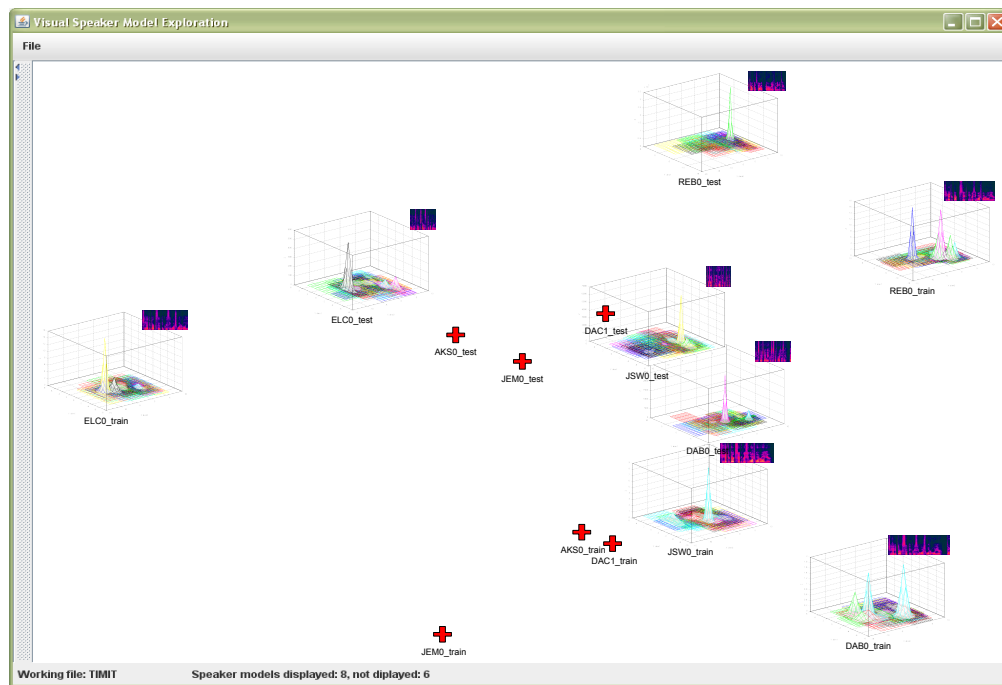 Visual Speaker Model Exploration
File
REB0_test
REB0_train
ELC0_test
DAC1_test
AKS0_test
JEM0_test
JSW0_test
ELC0_train
DAB0_test
AKS0_train
JSW0_train
DAC1_train
DAB0_train
JEM0_train
Working file: TIMIT Speaker models displayed: 8, not diplayed: 6